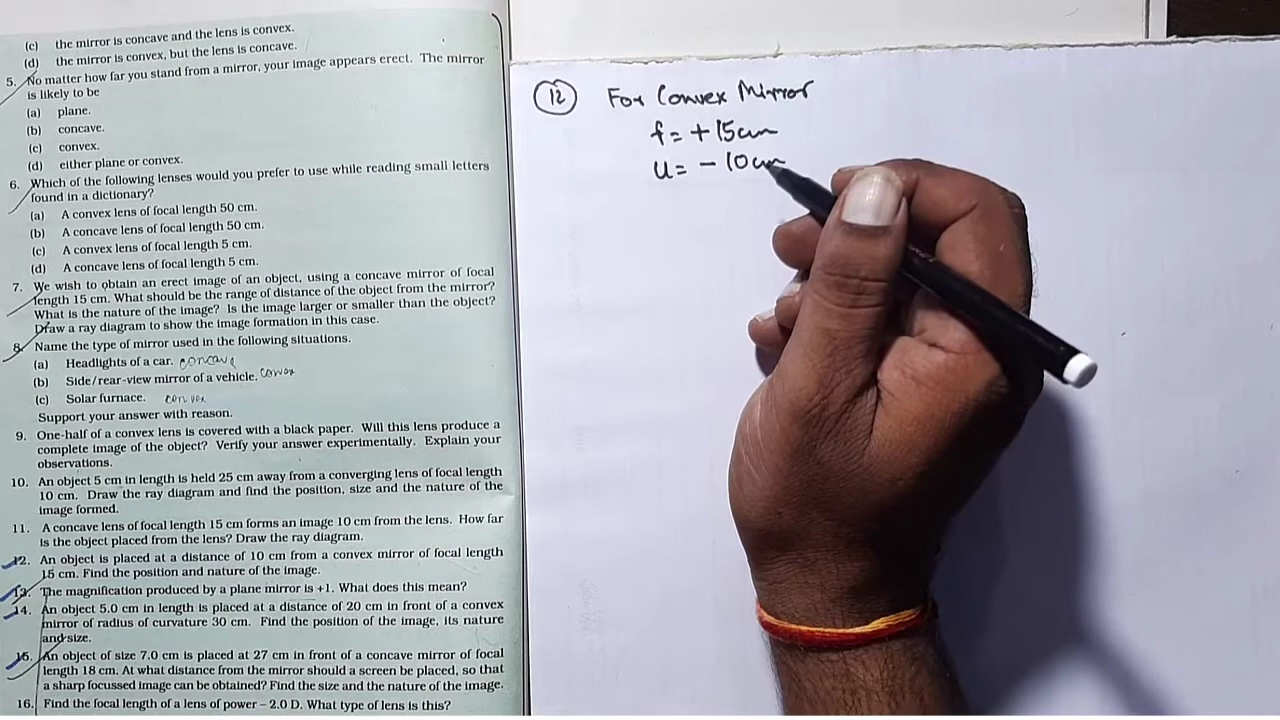 (c) the mirror is concave and the lens is convex.
(d) the mirror is convex, but the lens is concave.
5. No matter how far you stand from a mirror, your image appears erect. The mirror
is likely to be
(a) plane.
(b) concave.
(c) convex.
(d) either plane or convex.
6. Which of the following lenses would you prefer to use while reading small letters
found in a dictionary?
(a) A convex lens of focal length 50 cm.
(b) A concave lens of focal length 50 cm.
(c) A convex lens of focal length 5 cm.
(d) A concave lens of focal length 5 cm.
7. We wish to obtain an erect image of an object, using a concave mirror of focal
length 15 cm. What should be the range of distance of the object from the mirror?
What is the nature of the image? Is the image larger or smaller than the object?
Draw a ray diagram to show the image formation in this case.
8. Name the type of mirror used in the following situations.
(a) Headlights of a car. concave
(b) Side/rear-view mirror of a vehicle. convex
(c) Solar furnace. convex
Support your answer with reason.
9. One-half of a convex lens is covered with a black paper. Will this lens produce a
complete image of the object? Verify your answer experimentally. Explain your
observations.
10. An object 5 cm in length is held 25 cm away from a converging lens of focal length
10 cm. Draw the ray diagram and find the position, size and the nature of the
image formed.
11. A concave lens of focal length 15 cm forms an image 10 cm from the lens. How far
is the object placed from the lens? Draw the ray diagram.
12. An object is placed at a distance of 10 cm from a convex mirror of focal length
15 cm. Find the position and nature of the image.
13. The magnification produced by a plane mirror is +1. What does this mean?
14. An object 5.0 cm in length is placed at a distance of 20 cm in front of a convex
mirror of radius of curvature 30 cm. Find the position of the image, its nature
and size.
15. An object of size 7.0 cm is placed at 27 cm in front of a concave mirror of focal
length 18 cm. At what distance from the mirror should a screen be placed, so that
a sharp focussed image can be obtained? Find the size and the nature of the image.
16. Find the focal length of a lens of power – 2.0 D. What type of lens is this?
12 For Convex Mirror
f = + 15cm
u = - 10cm